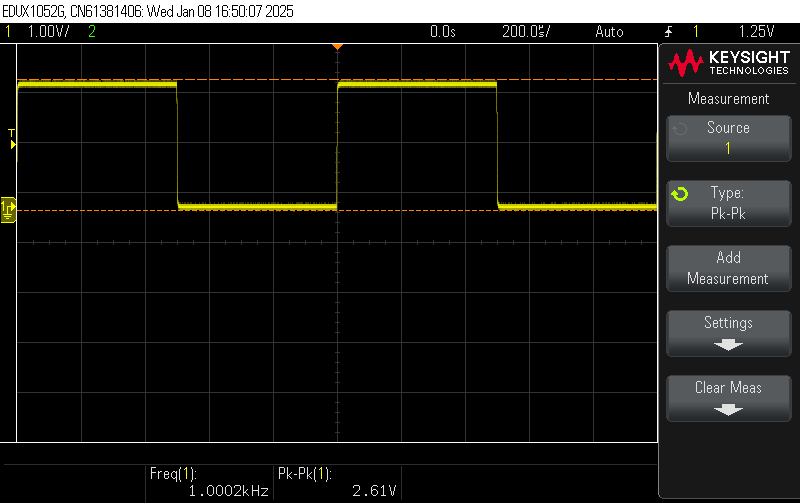 EDUX1052G, CN61381406: Wed Jan 08 16:50:07 2025
1 1.00V/ 2 0.0s 200.0s/ Auto 1 1.25V
KEYSIGHT
TECHNOLOGIES
Measurement
Source
1
Type:
Pk-Pk
Add
Measurement
Settings
Clear Meas
T
1
Freq(1):
1.0002kHz
Pk-Pk(1):
2.61V